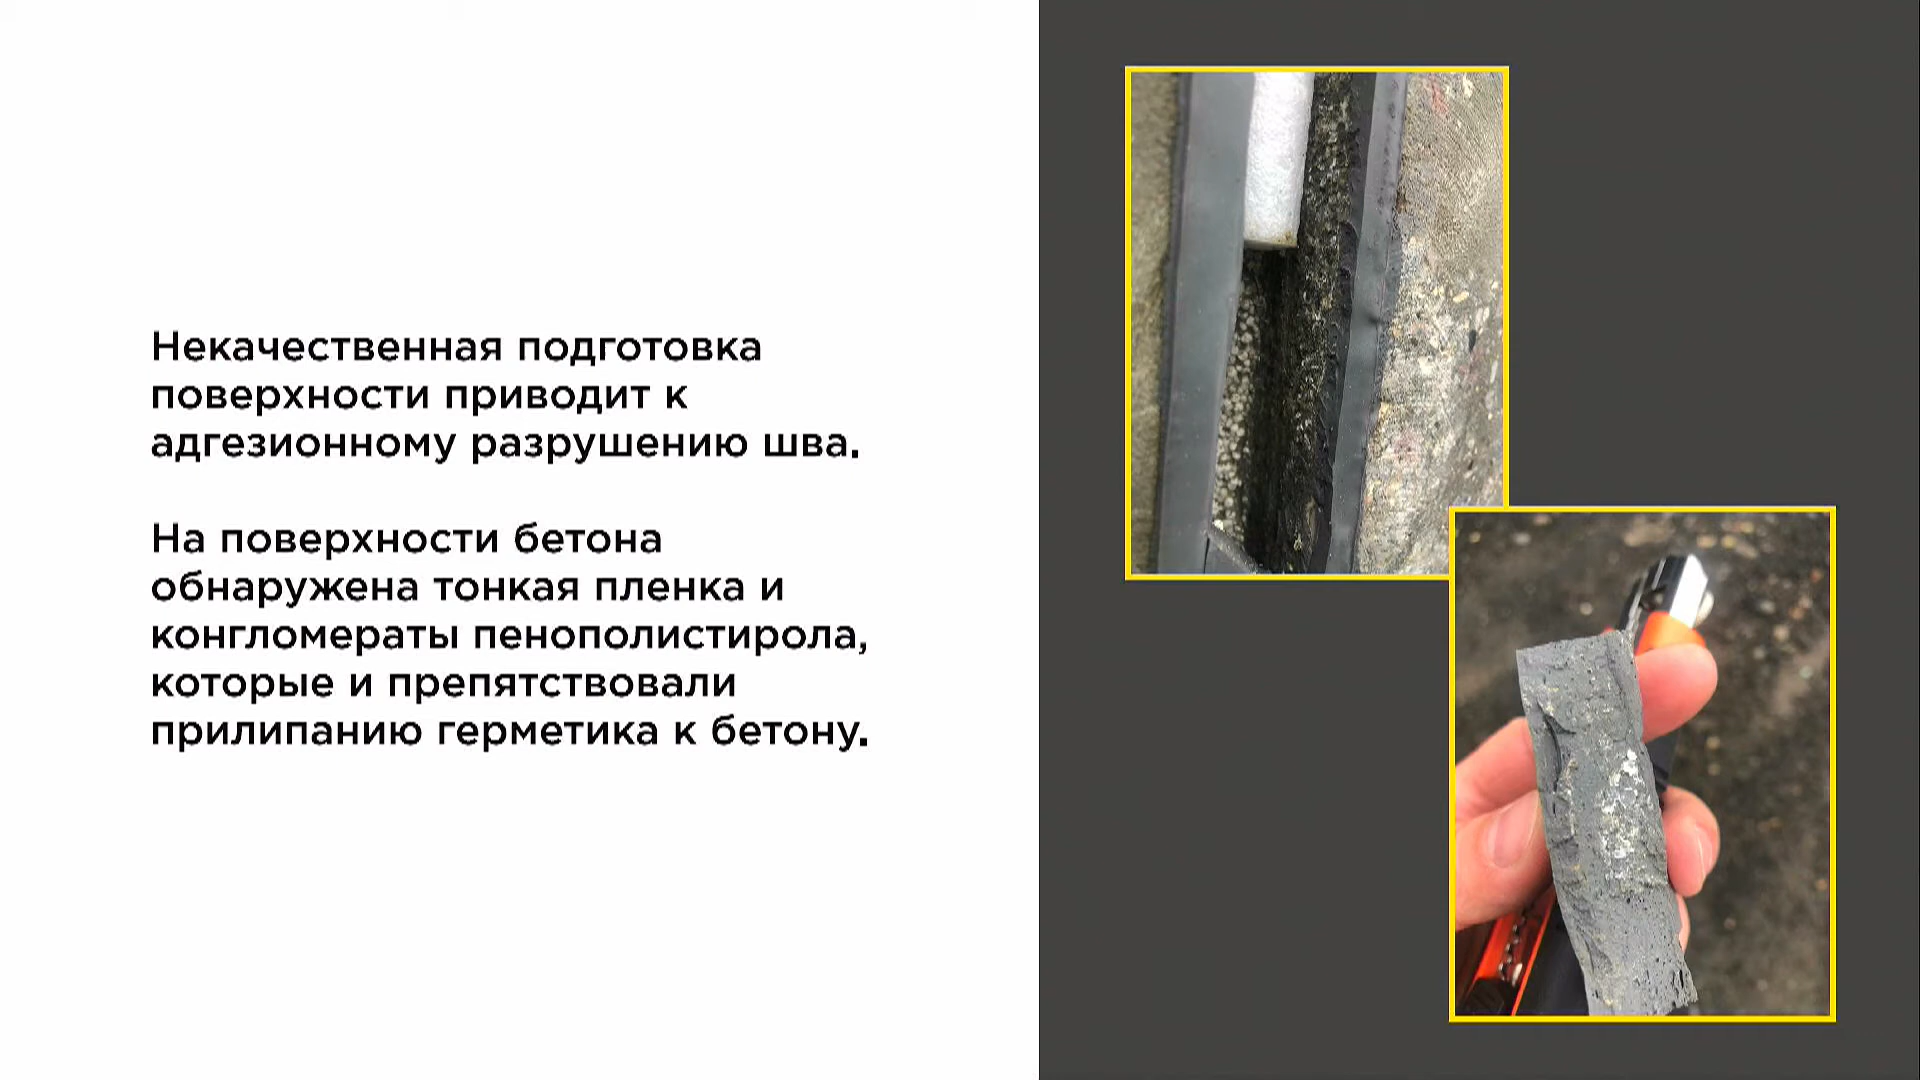 Некачественная подготовка
поверхности приводит к
адгезионному разрушению шва.
На поверхности бетона
обнаружена тонкая пленка и
конгломераты пенополистирола,
которые и препятствовали
прилипанию герметика к бетону.